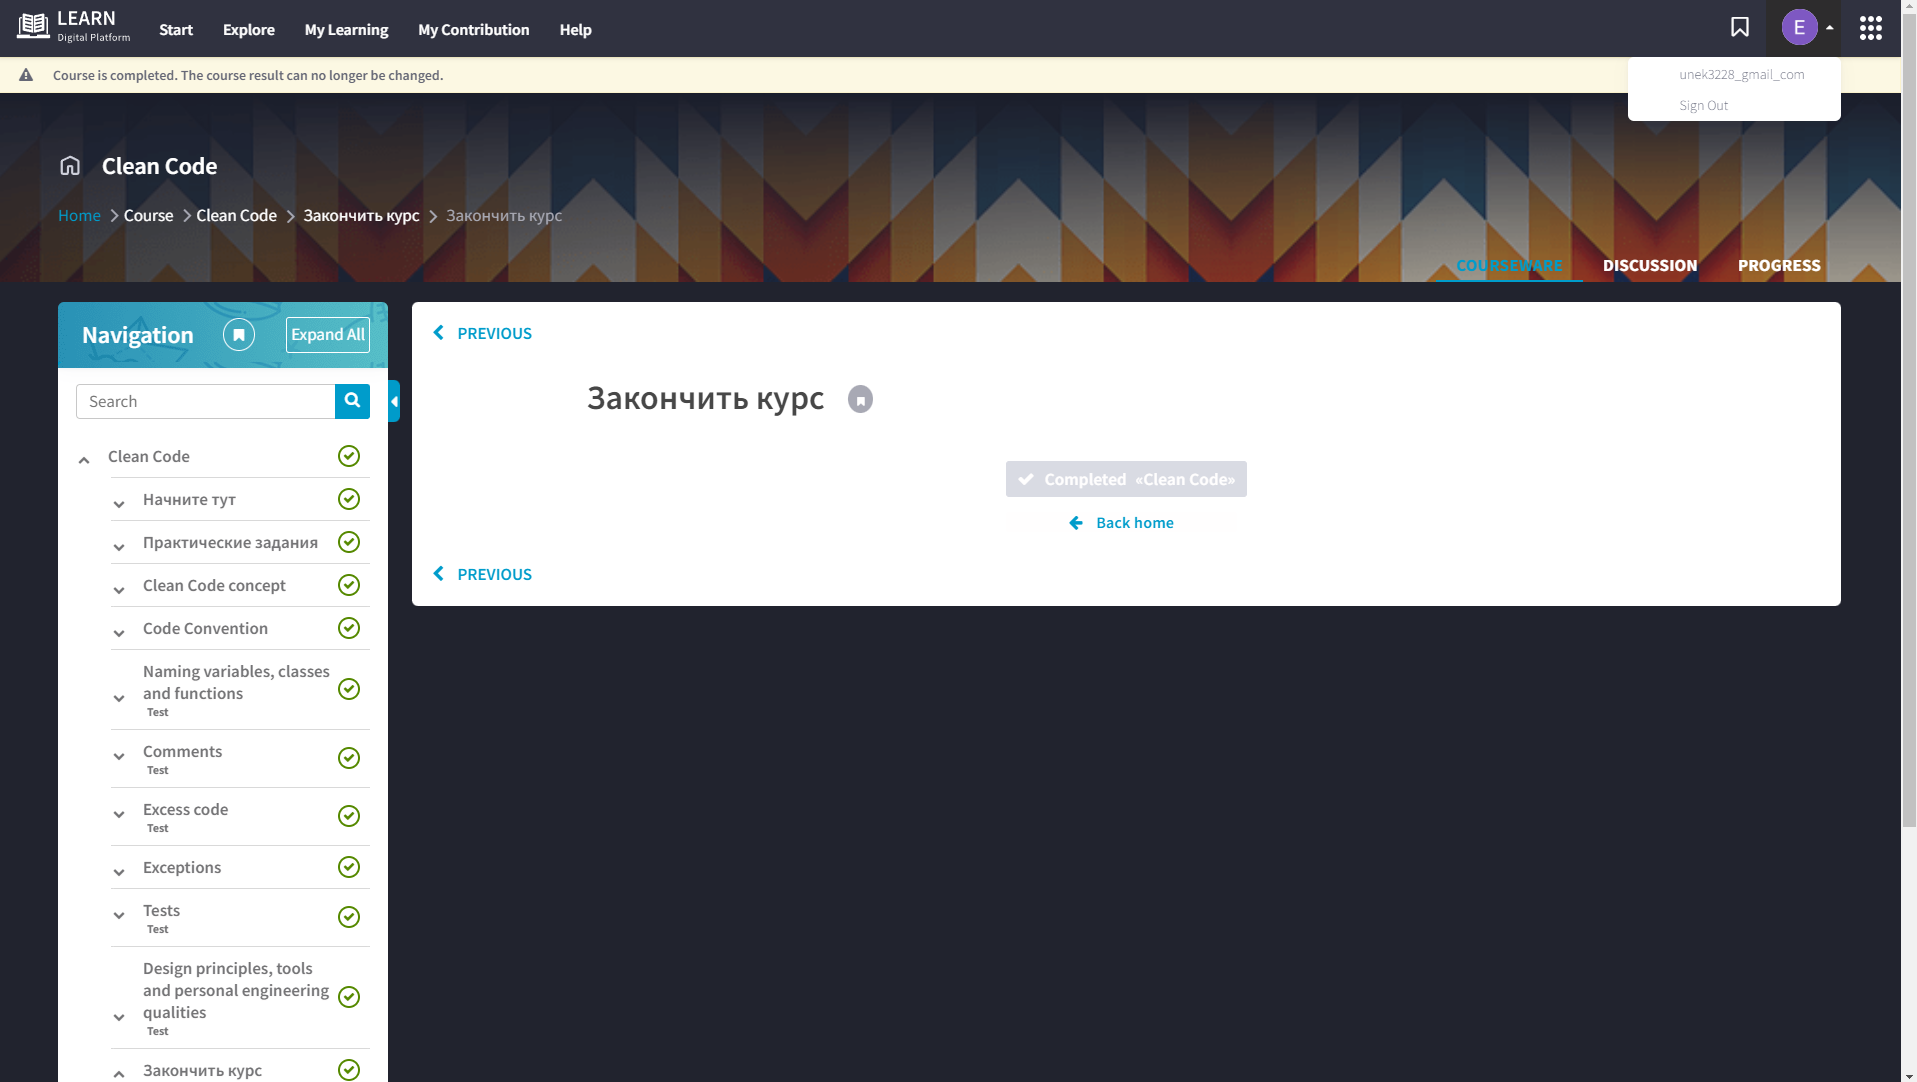 LEARN
Digital Platform
Start Explore My Learning My Contribution Help
E
Course is completed. The course result can no longer be changed.
unek3228_gmail_com
Sign Out
Clean Code
Home Course Clean Code Закончить курс Закончить курс
COURSEWARE DISCUSSION PROGRESS
Navigation
Expand All
Search
Clean Code
Начните тут
Практические задания
Clean Code concept
Code Convention
Naming variables, classes
and functions
Test
Comments
Test
Excess code
Test
Exceptions
Tests
Test
Design principles, tools
and personal engineering
qualities
Test
Закончить курс
PREVIOUS
Закончить курс
Completed «Clean Code»
Back home
PREVIOUS